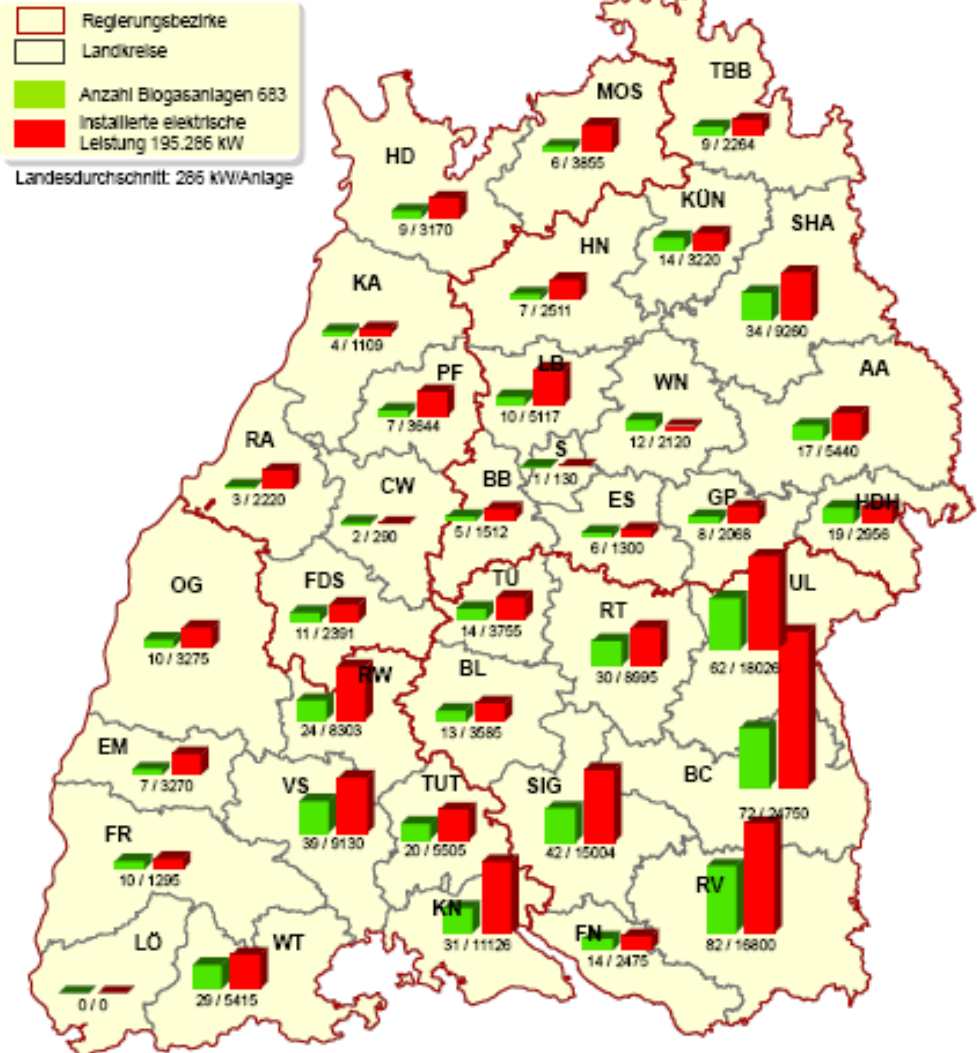 Regierungsbezirke
Landkreise
Anzahl Biogasanlagen 683
Installierte elektrische
Leistung 195.286 kW
Landesdurchschnitt: 286 kW/Anlage
TBB
9 / 2264
MOS
6 / 3855
HD
9 / 3170
KÜN
14 / 3220
SHA
34 / 9260
HN
7 / 2511
KA
4 / 1109
LB
10 / 5117
PF
7 / 3644
WN
12 / 2120
AA
17 / 5440
RA
3 / 2220
S
1 / 130
CW
2 / 290
BB
5 / 1512
ES
6 / 1300
GP
8 / 2068
HDH
19 / 2956
OG
10 / 3275
FDS
11 / 2391
TÜ
14 / 3755
RT
30 / 8995
UL
62 / 18026
RW
24 / 8303
BL
13 / 3585
EM
7 / 3270
VS
39 / 9130
TUT
20 / 5505
SIG
42 / 15004
BC
72 / 24750
FR
10 / 1295
KN
31 / 11126
RV
82 / 16800
FN
14 / 2475
LÖ
0 / 0
WT
29 / 5415